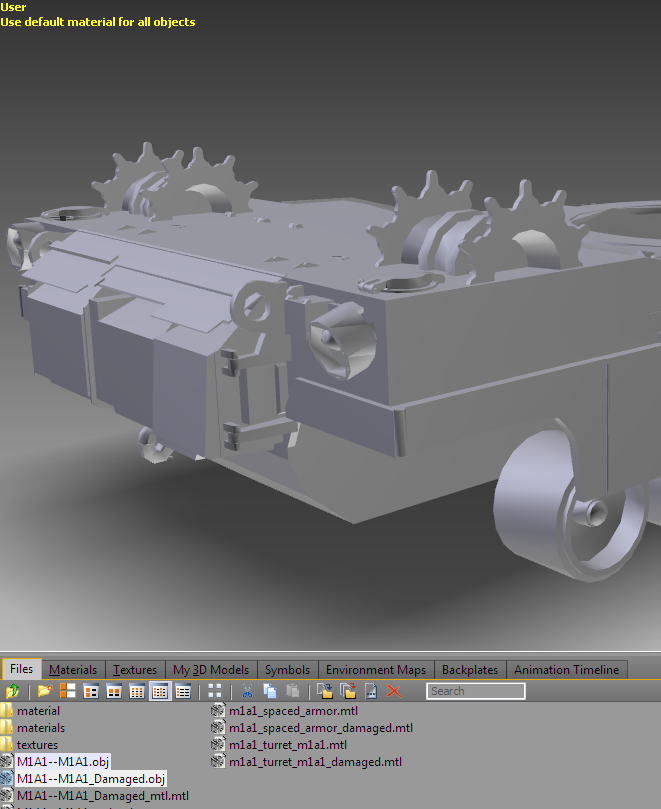 User
Use default material for all objects
Files Materials Textures My 3D Models Symbols Environment Maps Backplates Animation Timeline
Search
material
materials
textures
M1A1--M1A1.obj
M1A1--M1A1_Damaged.obj
M1A1--M1A1_Damaged_mtl.mtl
m1a1_spaced_armor.mtl
m1a1_spaced_armor_damaged.mtl
m1a1_turret_m1a1.mtl
m1a1_turret_m1a1_damaged.mtl